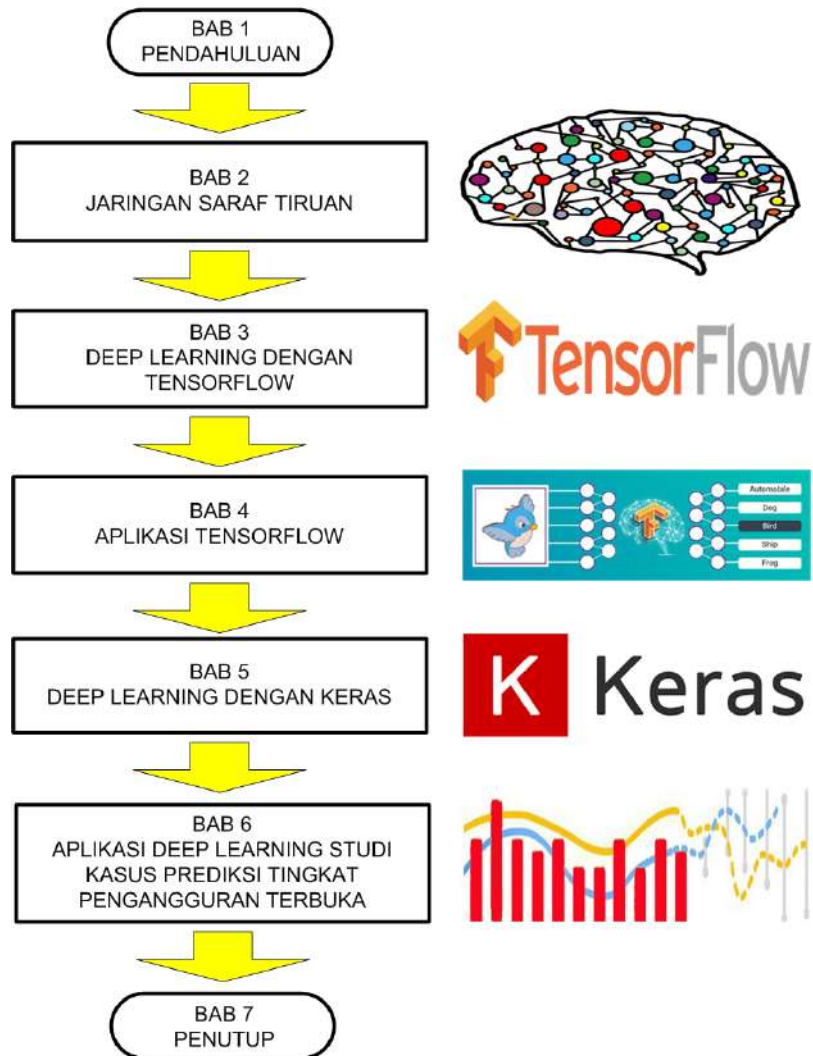 BAB 1
PENDAHULUAN
BAB 2
JARINGAN SARAF TIRUAN
BAB 3
DEEP LEARNING DENGAN
TENSORFLOW
TensorFlow
BAB 4
APLIKASI TENSORFLOW
Automobile
Dog
Bird
Ship
Frog
BAB 5
DEEP LEARNING DENGAN KERAS
K Keras
BAB 6
APLIKASI DEEP LEARNING STUDI
KASUS PREDIKSI TINGKAT
PENGANGGURAN TERBUKA
BAB 7
PENUTUP